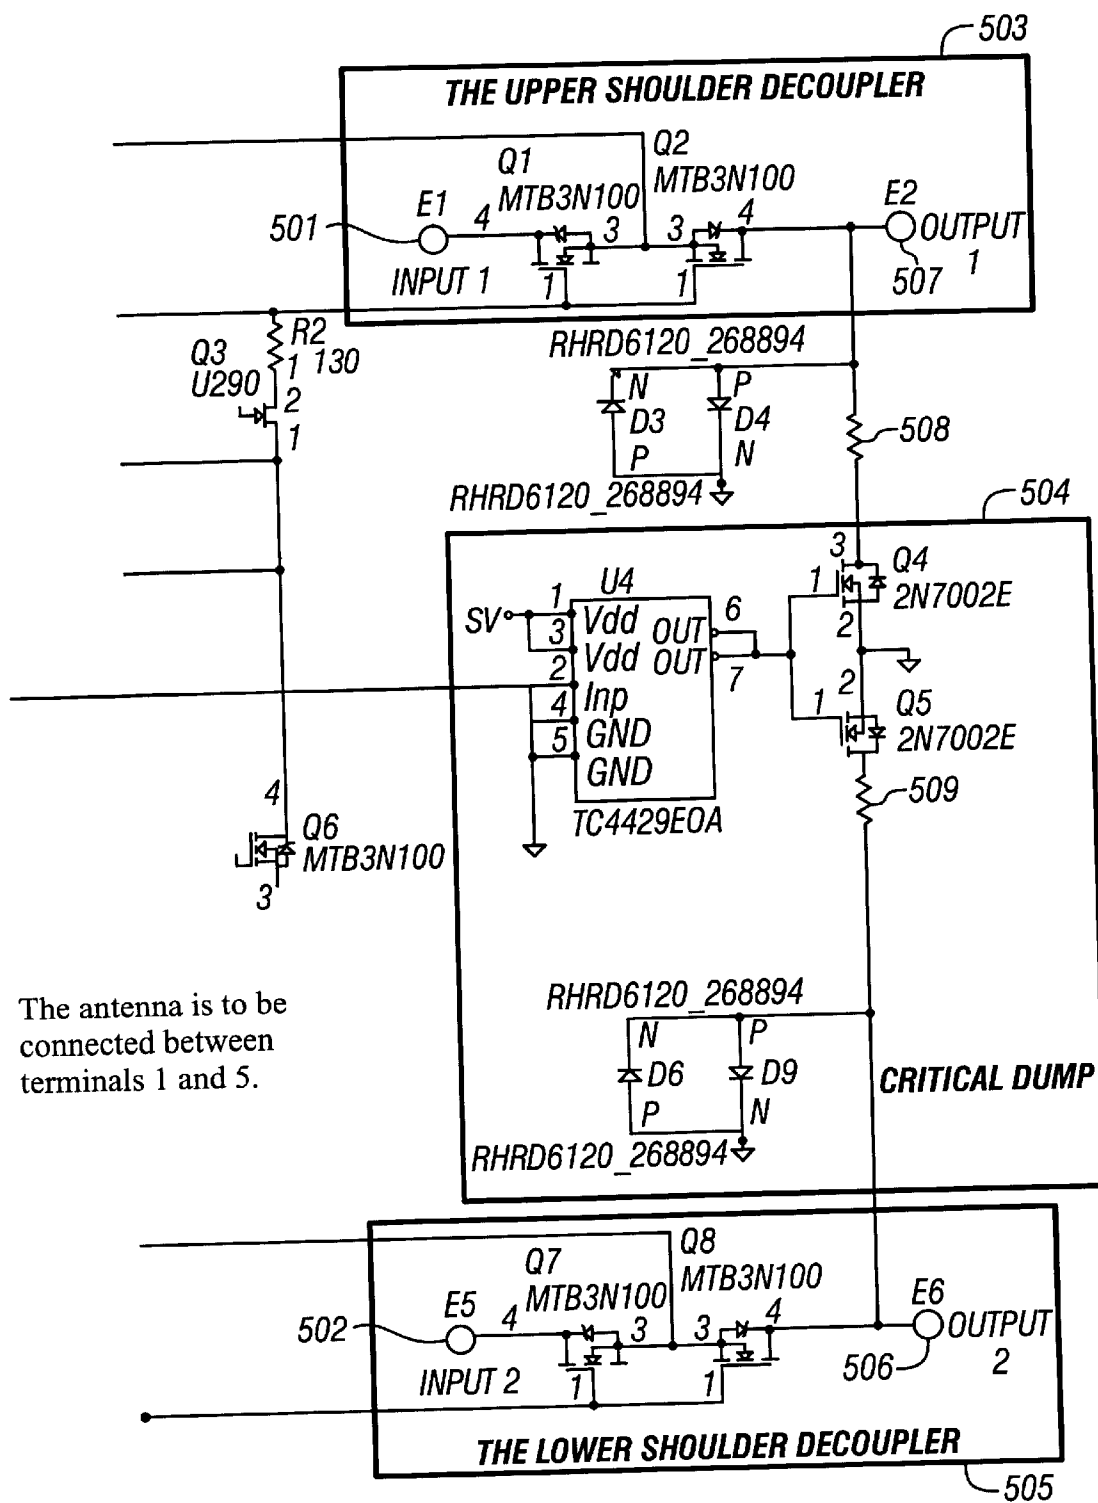 503
THE UPPER SHOULDER DECOUPLER
Q1
MTB3N100
Q2
MTB3N100
E1
4
3
3
4
E2
501
INPUT 1
1
1
OUTPUT
1
507
R2
130
1
Q3
U290
2
1
RHRD6120_268894
N
D3
P
P
D4
N
RHRD6120_268894
508
504
U4
SV
1
3
2
4
5
Vdd
Vdd
Inp
GND
GND
OUT
OUT
6
7
TC4429EOA
3
1
2
Q4
2N7002E
2
1
Q5
2N7002E
509
4
Q6
MTB3N100
3
The antenna is to be
connected between
terminals 1 and 5.
RHRD6120_268894
N
D6
P
P
D9
N
RHRD6120_268894
CRITICAL DUMP
Q7
MTB3N100
Q8
MTB3N100
E5
4
3
3
4
E6
502
INPUT 2
1
1
OUTPUT
2
506
THE LOWER SHOULDER DECOUPLER
505